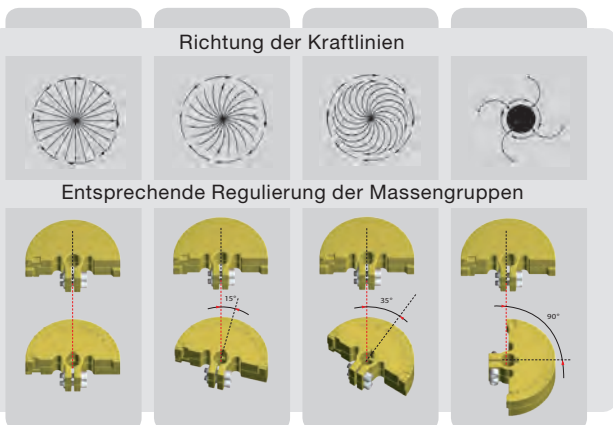 Richtung der Kraftlinien
Entsprechende Regulierung der Massengruppen
15°
35°
90°